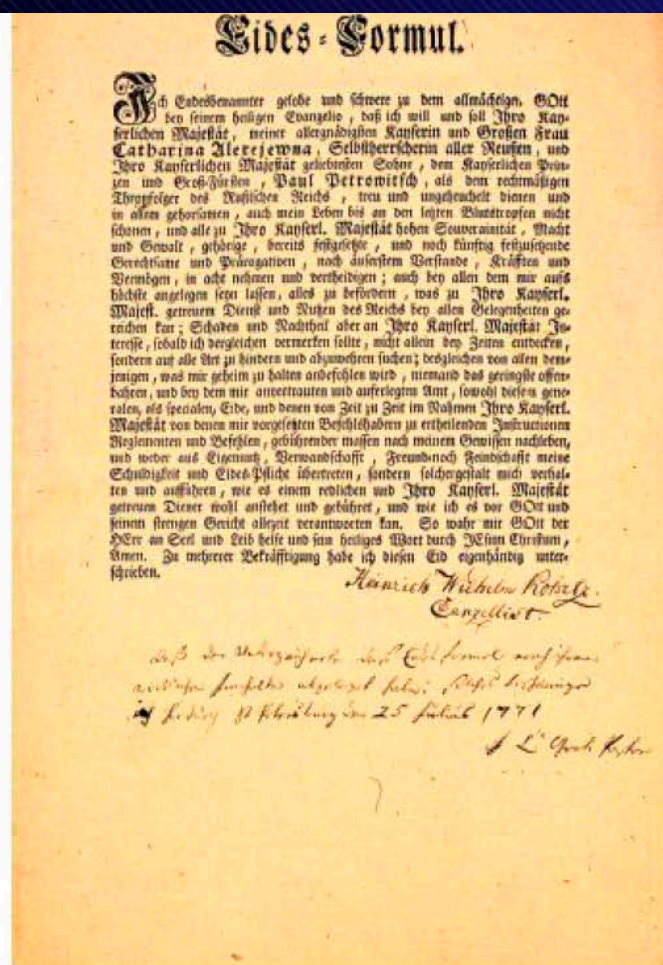 Eides-Formul.
Ich Endesbenannter gelobe und schwere zu dem allmächtigen GOtt
bey seinem heiligen Evangelio, daß ich will und soll Ihro Kay-
serlichen Majestät, meiner allergnädigsten Kayserin und Großen Frau
Catharina Alexejewna, Selbstherrscherin aller Reußen, und
Ihro Kayserlichen Majestät geliebtesten Sohne, dem Kayserlichen Prin-
zen und Groß-Fürsten, Paul Petrowitsch, als dem rechtmäßigen
Thronfolger des Rußischen Reichs, treu und ungeheuchelt dienen und
in allem gehorsamen, auch mein Leben bis an den letzten Blutstropfen nicht
schonen, und alle zu Ihro Kayserl. Majestät hohen Souverainität, Macht
und Gewalt, gehörige, bereits festgesetzte, und noch künftig festzusetzende
Gerechtsame und Prärogativen, nach äuserstem Verstande, Kräfften und
Vermögen, in acht nehmen und vertheidigen; auch bey allen dem mir aufs
höchste angelegen seyn lassen, alles zu befördern, was zu Ihro Kayserl.
Majest. getreuem Dienst und Nutzen des Reichs bey allen Gelegenheiten ge-
reichen kan; Schaden und Nachtheil aber an Ihro Kayserl. Majestät In-
teresse, sobald ich dergleichen vermerken sollte, nicht allein bey Zeiten entdecken,
sondern auf alle Art zu hindern und abzuwehren suchen; desgleichen von allen dem-
jenigen, was mir geheim zu halten anbefohlen wird, niemand das geringste offen-
bahren, und bey dem mir anvertrauten und auferlegten Amt, sowohl diesem gene-
ralen, als specialen, Eide, und denen von Zeit zu Zeit im Nahmen Ihro Kayserl.
Majestät von denen mir vorgesetzten Befehlshabern zu ertheilenden Instructionen
Reglementen und Befehlen, gebührender massen nach meinem Gewissen nachleben,
und weder aus Eigennutz, Verwandschafft, Freund-noch Feindschafft meine
Schuldigkeit und Eides-Pflicht übertreten, sondern solchergestalt mich verhal-
ten und aufführen, wie es einem redlichen und Ihro Kayserl. Majestät
getreuen Diener wohl anstehet und gebühret, und wie ich es vor GOtt und
seinem strengen Gericht allezeit verantworten kan. So wahr mir GOtt der
HErr an Seel und Leib helfe und sein heiliges Wort durch JEsum Christum,
Amen. Zu mehrerer Bekräfftigung habe ich diesen Eid eigenhändig unter-
schrieben.
Heinrich Wilhelm
Canzellist.
Daß der
abgeleget habe;
St Petersburg den 25 Julius 1771